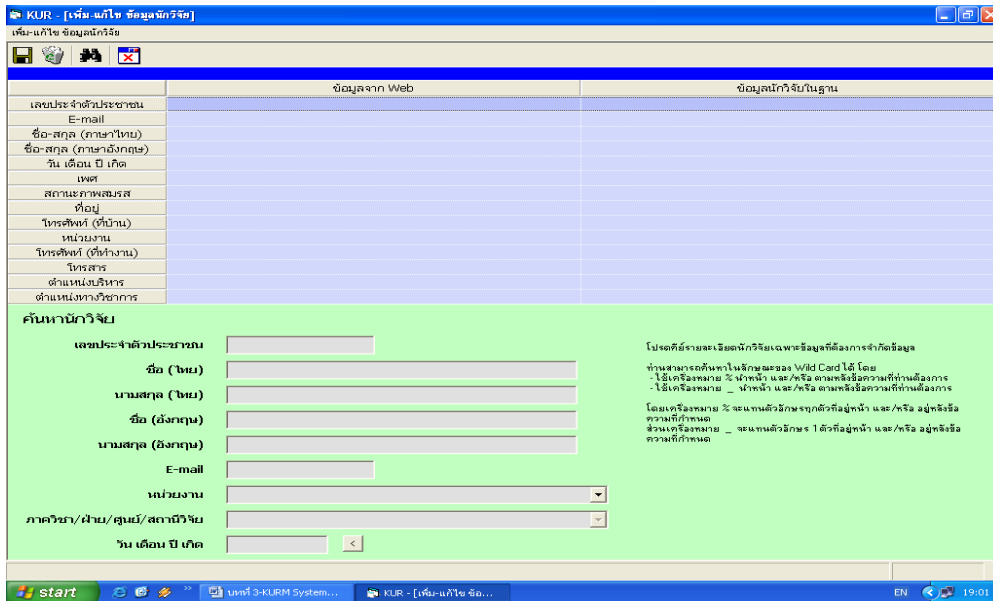 KUR - [เพิ่ม-แก้ไข ข้อมูลนักวิจัย]
เพิ่ม-แก้ไข ข้อมูลนักวิจัย
ข้อมูลจาก Web ข้อมูลนักวิจัยในฐาน
เลขประจำตัวประชาชน
E-mail
ชื่อ-สกุล (ภาษาไทย)
ชื่อ-สกุล (ภาษาอังกฤษ)
วัน เดือน ปี เกิด
เพศ
สถานะภาพสมรส
ที่อยู่
โทรศัพท์ (ที่บ้าน)
หน่วยงาน
โทรศัพท์ (ที่ทำงาน)
โทรสาร
ตำแหน่งบริหาร
ตำแหน่งทางวิชาการ
ค้นหานักวิจัย
เลขประจำตัวประชาชน
ชื่อ (ไทย)
นามสกุล (ไทย)
ชื่อ (อังกฤษ)
นามสกุล (อังกฤษ)
E-mail
หน่วยงาน
ภาควิชา/ฝ่าย/ศูนย์/สถานีวิจัย
วัน เดือน ปี เกิด <
โปรดคีย์รายละเอียดนักวิจัยเฉพาะข้อมูลที่ต้องการจำกัดข้อมูล
ท่านสามารถค้นหาในลักษณะของ Wild Card ได้ โดย
- ใช้เครื่องหมาย % นำหน้า และ/หรือ ตามหลังข้อความที่ท่านต้องการ
- ใช้เครื่องหมาย _ นำหน้า และ/หรือ ตามหลังข้อความที่ท่านต้องการ
โดยเครื่องหมาย % จะแทนตัวอักษรทุกตัวที่อยู่หน้า และ/หรือ อยู่หลังข้อ
ความที่กำหนด
ส่วนเครื่องหมาย _ จะแทนตัวอักษร 1 ตัวที่อยู่หน้า และ/หรือ อยู่หลังข้อ
ความที่กำหนด
start บทที่ 3-KURM System... KUR - [เพิ่ม-แก้ไข ข้อ... EN 19:01